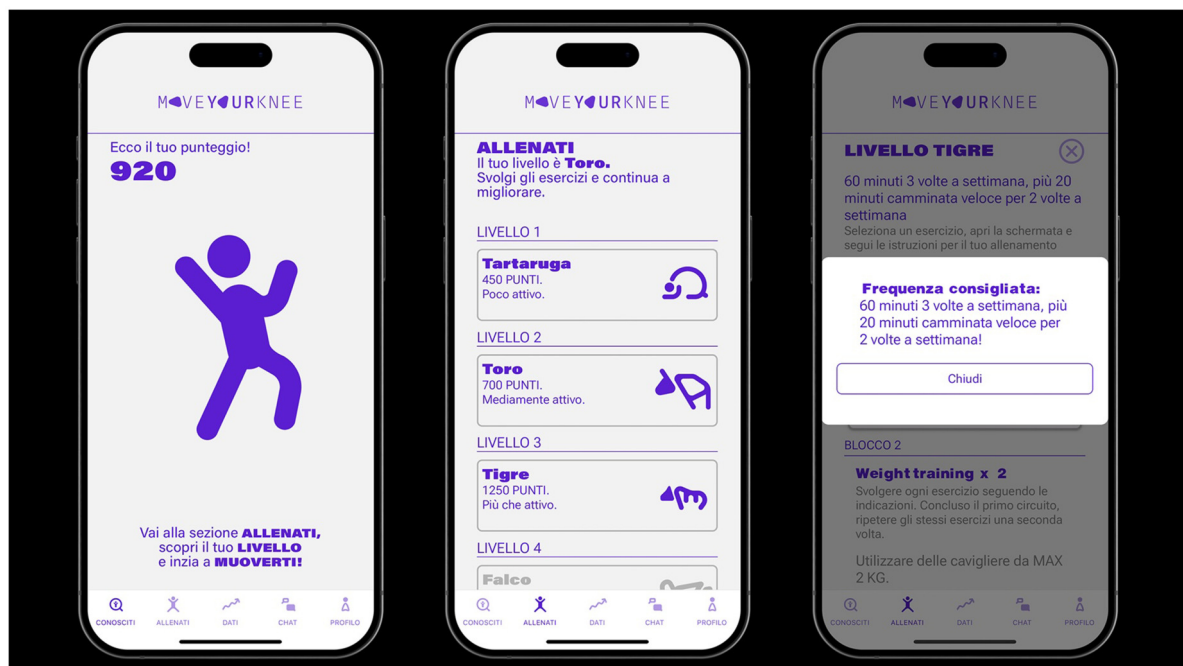 MOVEYOURKNEE
Ecco il tuo punteggio!
920
Vai alla sezione ALLENATI,
scopri il tuo LIVELLO
e inzia a MUOVERTI!
CONOSCITI
ALLENATI
DATI
CHAT
PROFILO
MOVEYOURKNEE
ALLENATI
Il tuo livello è Toro.
Svolgi gli esercizi e continua a
migliorare.
LIVELLO 1
Tartaruga
450 PUNTI.
Poco attivo.
LIVELLO 2
Toro
700 PUNTI.
Mediamente attivo.
LIVELLO 3
Tigre
1250 PUNTI.
Più che attivo.
LIVELLO 4
Falco
CONOSCITI
ALLENATI
DATI
CHAT
PROFILO
MOVEYOURKNEE
LIVELLO TIGRE
60 minuti 3 volte a settimana, più 20
minuti camminata veloce per 2 volte a
settimana
Seleziona un esercizio, apri la schermata e
segui le istruzioni per il tuo allenamento
Frequenza consigliata:
60 minuti 3 volte a settimana, più
20 minuti camminata veloce per
2 volte a settimana!
Chiudi
BLOCCO 2
Weight training x 2
Svolgere ogni esercizio seguendo le
indicazioni. Concluso il primo circuito,
ripetere gli stessi esercizi una seconda
volta.
Utilizzare delle cavigliere da MAX
2 KG.
CONOSCITI
ALLENATI
DATI
CHAT
PROFILO